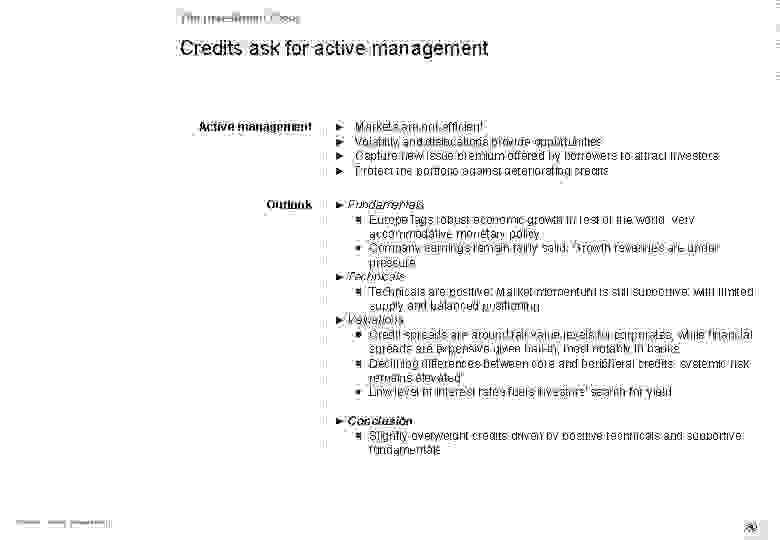 Credits ask for active management
Active management
► Markets are not efficient
► Volatility and dislocations provide opportunities
► Capture new issue premium offered by borrowers to attract investors
► Protect the portfolio against deteriorating credits
Outlook
► Fundamentals
Europe lags robust economic growth in rest of the world. Very
accommodative monetary policy
Company earnings remain fairly solid. Growth revenues are under
pressure
► Technicals
Technicals are positive. Market momentum is still supportive, with limited
supply and balanced positioning
► Valuations
Credit spreads are around fair value levels for corporates, while financial
spreads are expensive given bail-in, most notably in banks
Declining differences between core and peripheral credits, systemic risk
remains elevated
Low level of interest rates fuels investors' search for yield
► Conclusion
Slightly overweight credits driven by positive technicals and supportive
fundamentals